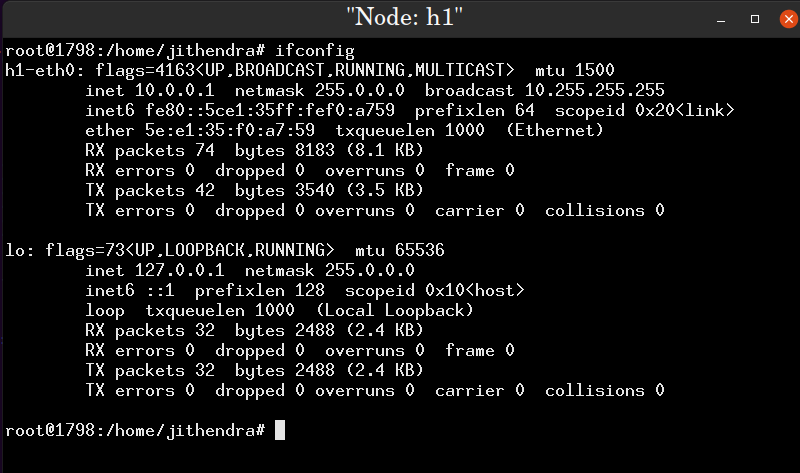 "Node: h1"
root@1798:/home/jithendra# ifconfig
h1-eth0: flags=4163<UP,BROADCAST,RUNNING,MULTICAST>  mtu 1500
        inet 10.0.0.1  netmask 255.0.0.0  broadcast 10.255.255.255
        inet6 fe80::5ce1:35ff:fef0:a759  prefixlen 64  scopeid 0x20<link>
        ether 5e:e1:35:f0:a7:59  txqueuelen 1000  (Ethernet)
        RX packets 74  bytes 8183 (8.1 KB)
        RX errors 0  dropped 0  overruns 0  frame 0
        TX packets 42  bytes 3540 (3.5 KB)
        TX errors 0  dropped 0 overruns 0  carrier 0  collisions 0

lo: flags=73<UP,LOOPBACK,RUNNING>  mtu 65536
        inet 127.0.0.1  netmask 255.0.0.0
        inet6 ::1  prefixlen 128  scopeid 0x10<host>
        loop  txqueuelen 1000  (Local Loopback)
        RX packets 32  bytes 2488 (2.4 KB)
        RX errors 0  dropped 0  overruns 0  frame 0
        TX packets 32  bytes 2488 (2.4 KB)
        TX errors 0  dropped 0 overruns 0  carrier 0  collisions 0

root@1798:/home/jithendra#